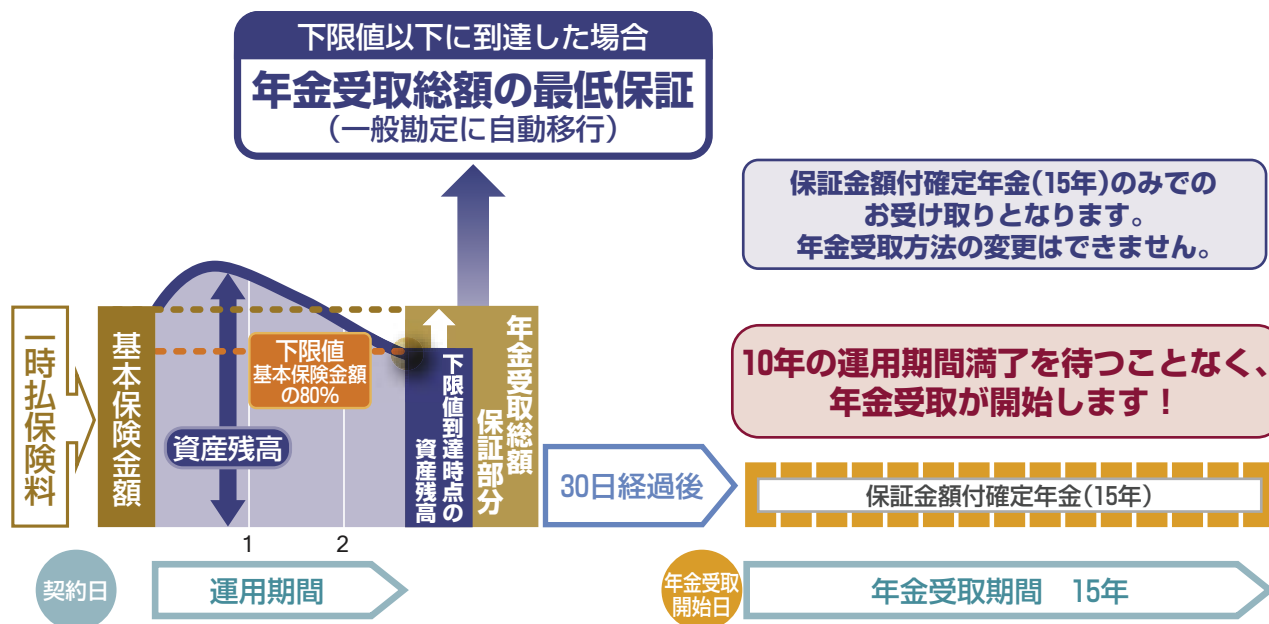 下限値以下に到達した場合
年金受取総額の最低保証
（一般勘定に自動移行）
保証金額付確定年金(15年)のみでの
お受け取りとなります。
年金受取方法の変更はできません。
一時払保険料
基本保険金額
資産残高
下限値
基本保険金額
の80%
下限値到達時点の
資産残高
年金受取総額
保証部分
10年の運用期間満了を待つことなく、
年金受取が開始します！
30日経過後
保証金額付確定年金(15年)
1
2
契約日
運用期間
年金受取
開始日
年金受取期間　15年